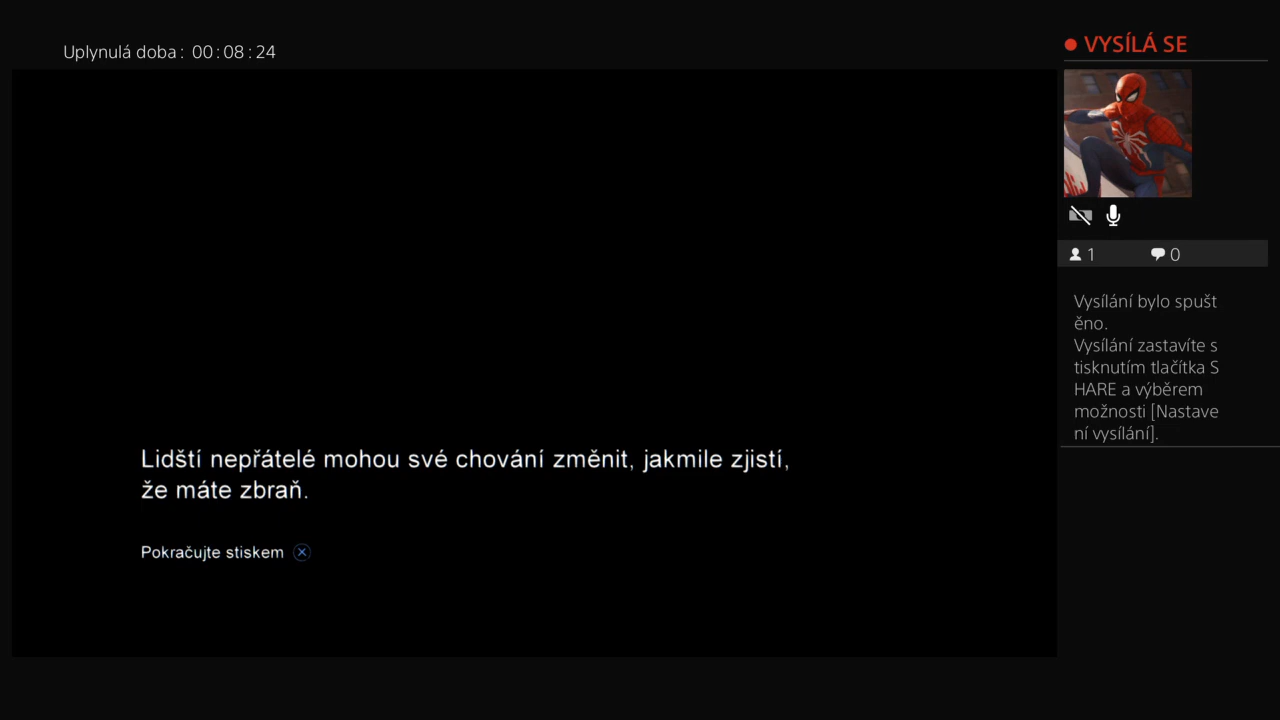 Uplynulá doba: 00:08:24
VYSÍLÁ SE
1
0
Vysílání bylo spušt
ěno.
Vysílání zastavíte s
tisknutím tlačítka S
HARE a výběrem
možnosti [Nastave
ní vysílání].
Lidští nepřátelé mohou své chování změnit, jakmile zjistí,
že máte zbraň.
Pokračujte stiskem